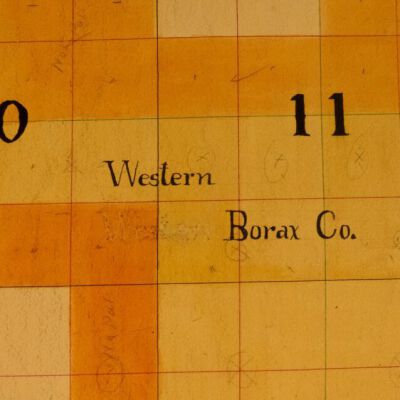 0 11
Western
Borax Co.